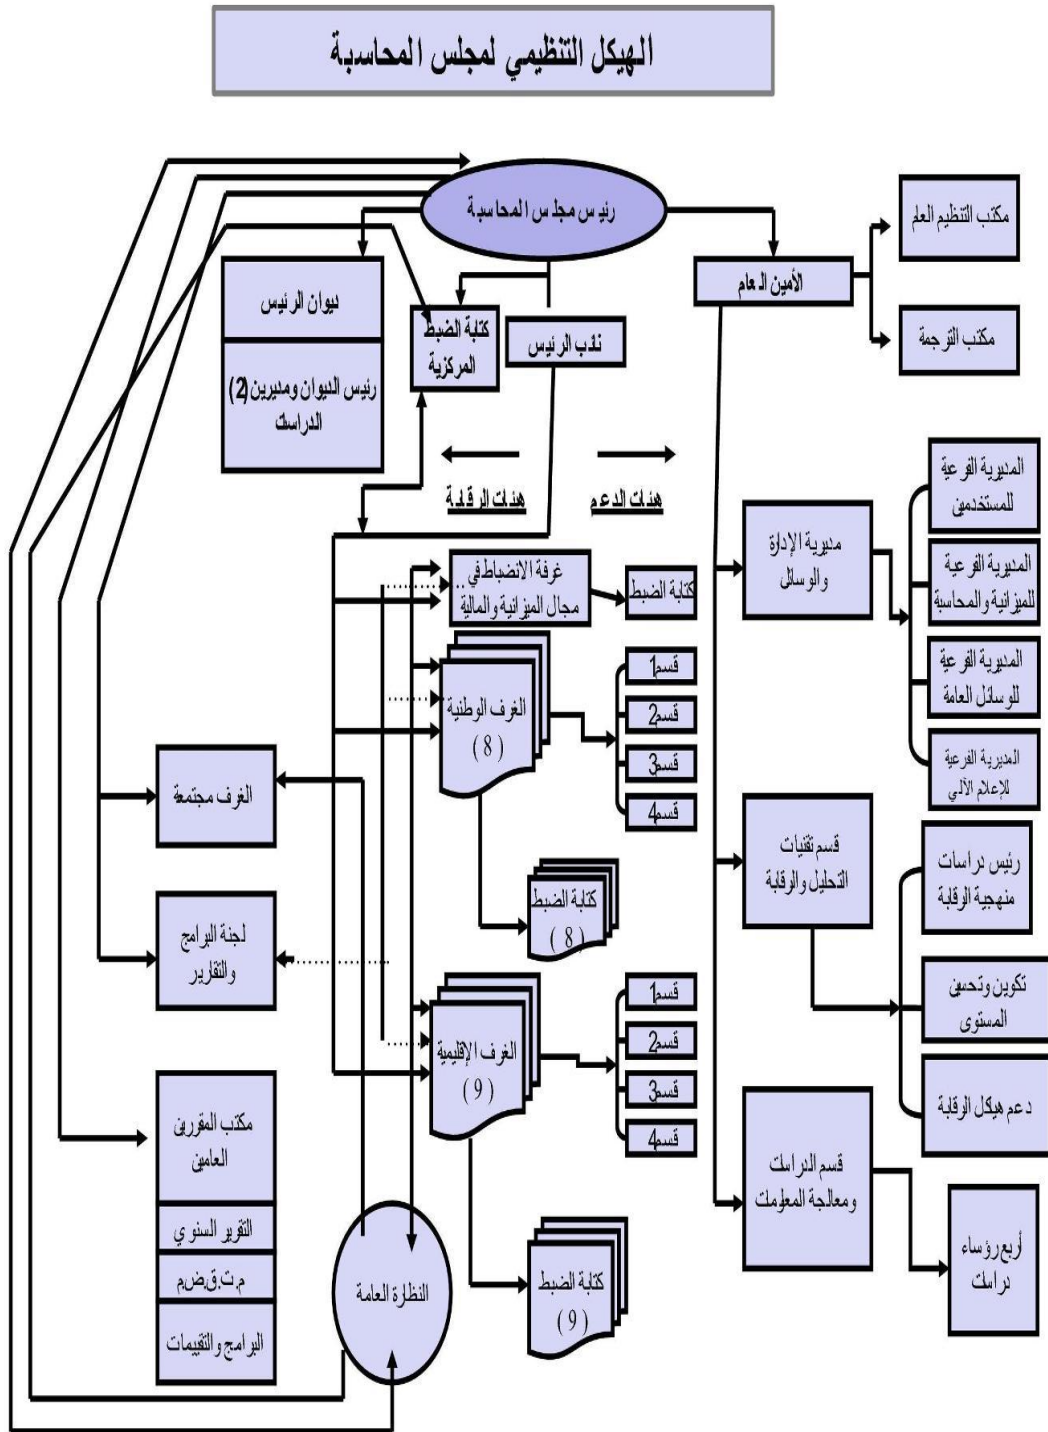 الهيكل التنظيمي لمجلس المحاسبة
رئيس مجلس المحاسبة
مكتب التنظيم العام
الأمين العام
مكتب الترجمة
ديوان الرئيس
رئيس الديوان ومديرين (2)
الدراسات
كتابة الضبط
المركزية
نائب الرئيس
هيئات الرقابة
هيئات الدعم
المديرية الفرعية
للمستخدمين
مديرية الإدارة
والوسائل
المديرية الفرعية
للميزانية والمحاسبة
المديرية الفرعية
للوسائل العامة
المديرية الفرعية
للإعلام الآلي
غرفة الانضباط في
مجال الميزانية والمالية
كتابة الضبط
الغرف الوطنية
(8)
قسم1
قسم2
قسم3
قسم4
كتابة الضبط
(8)
الغرف مجتمعة
لجنة البرامج
والتقارير
قسم تقنيات
التحليل والرقابة
رئيس دراسات
منهجية الرقابة
تكوين وتحسين
المستوى
دعم هيكل الرقابة
الغرف الإقليمية
(9)
قسم1
قسم2
قسم3
قسم4
كتابة الضبط
(9)
قسم الدراسات
ومعالجة المعلومات
أربع رؤساء
دراسات
مكتب المقررين
العامين
التقرير السنوي
م.ت.ق.ض.م
البرامج والتقييمات
النظارة العامة